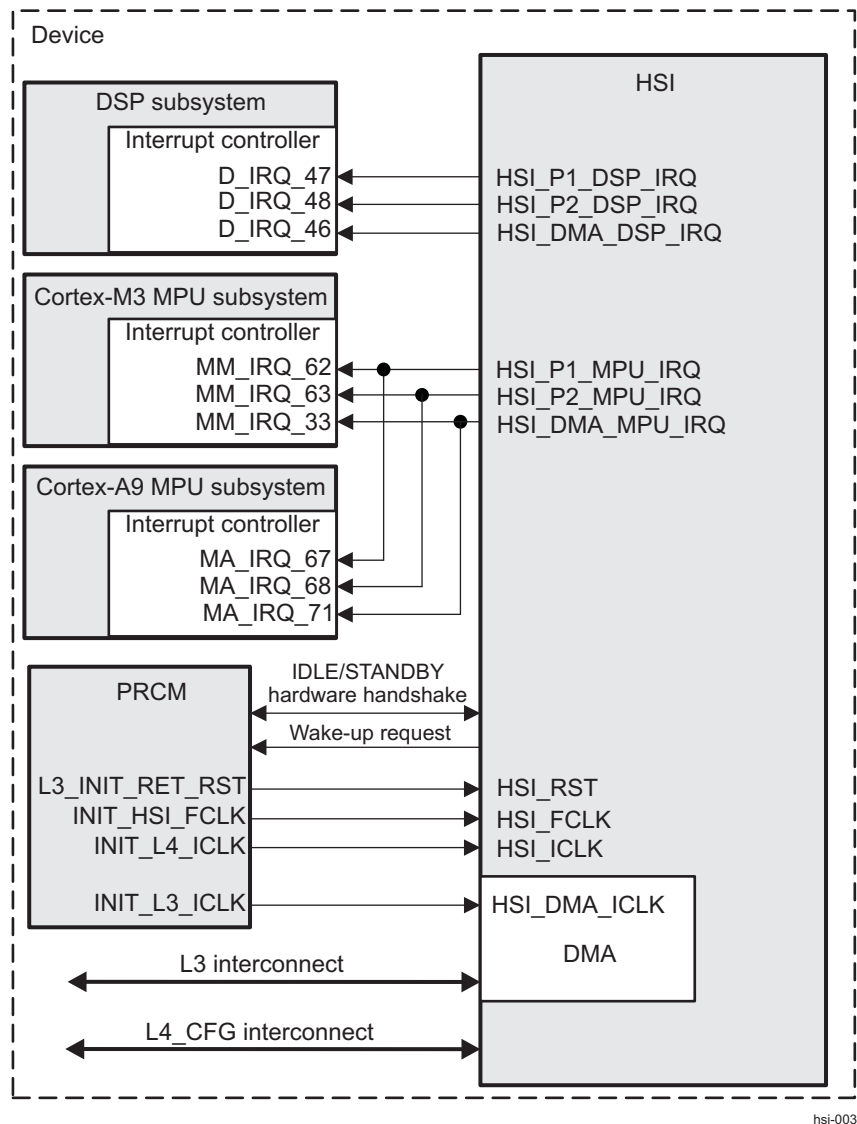 Device
HSI
DSP subsystem
Interrupt controller
D_IRQ_47
D_IRQ_48
D_IRQ_46
HSI_P1_DSP_IRQ
HSI_P2_DSP_IRQ
HSI_DMA_DSP_IRQ
Cortex-M3 MPU subsystem
Interrupt controller
MM_IRQ_62
MM_IRQ_63
MM_IRQ_33
HSI_P1_MPU_IRQ
HSI_P2_MPU_IRQ
HSI_DMA_MPU_IRQ
Cortex-A9 MPU subsystem
Interrupt controller
MA_IRQ_67
MA_IRQ_68
MA_IRQ_71
PRCM
IDLE/STANDBY
hardware handshake
Wake-up request
L3_INIT_RET_RST
INIT_HSI_FCLK
INIT_L4_ICLK
INIT_L3_ICLK
HSI_RST
HSI_FCLK
HSI_ICLK
HSI_DMA_ICLK
DMA
L3 interconnect
L4_CFG interconnect
hsi-003